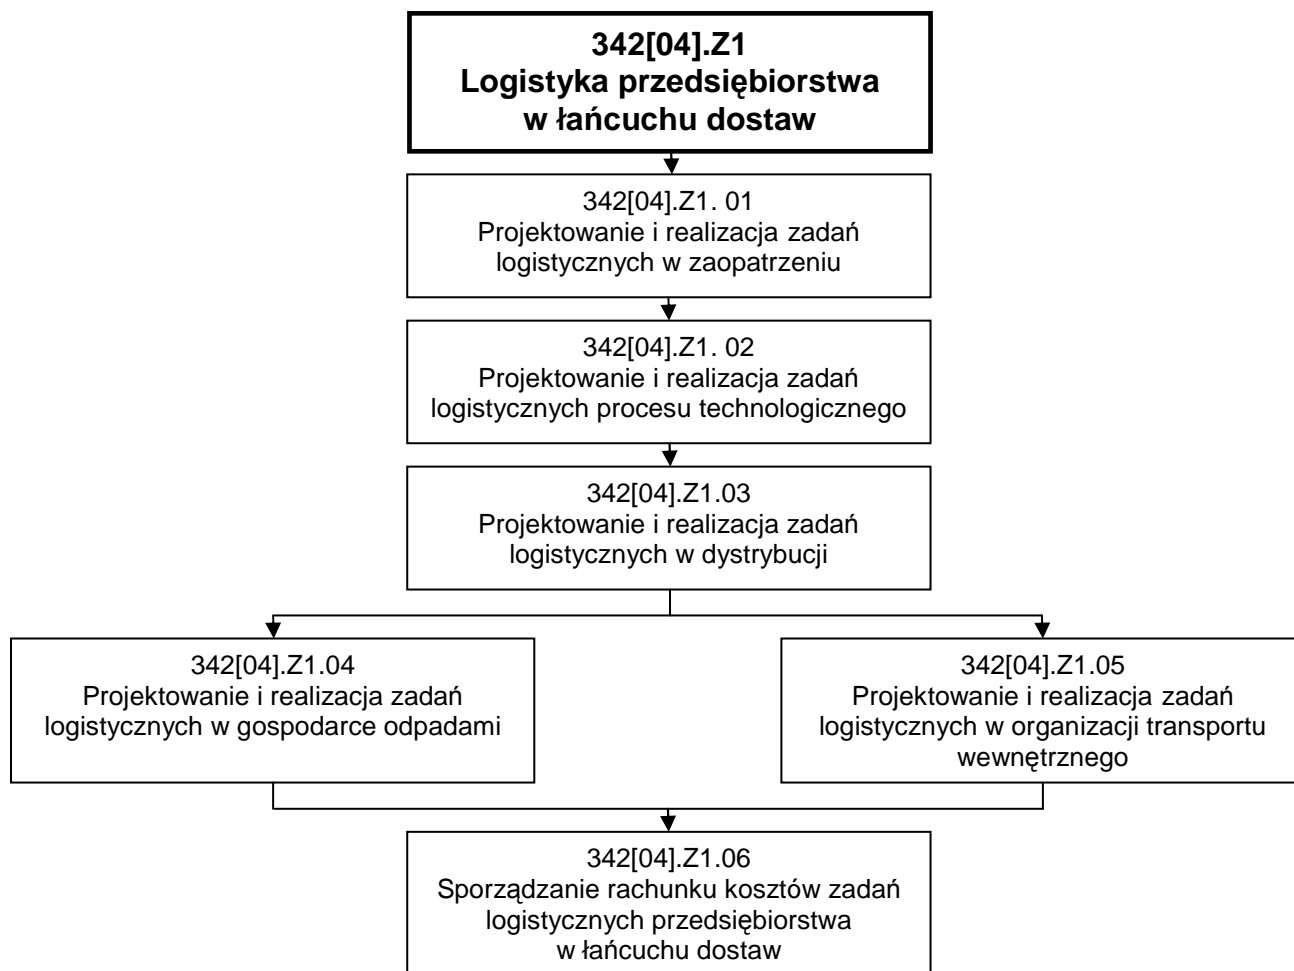 342[04].Z1
Logistyka przedsiębiorstwa
w łańcuchu dostaw
342[04].Z1. 01
Projektowanie i realizacja zadań
logistycznych w zaopatrzeniu
342[04].Z1. 02
Projektowanie i realizacja zadań
logistycznych procesu technologicznego
342[04].Z1.03
Projektowanie i realizacja zadań
logistycznych w dystrybucji
342[04].Z1.04
Projektowanie i realizacja zadań
logistycznych w gospodarce odpadami
342[04].Z1.05
Projektowanie i realizacja zadań
logistycznych w organizacji transportu
wewnętrznego
342[04].Z1.06
Sporządzanie rachunku kosztów zadań
logistycznych przedsiębiorstwa
w łańcuchu dostaw